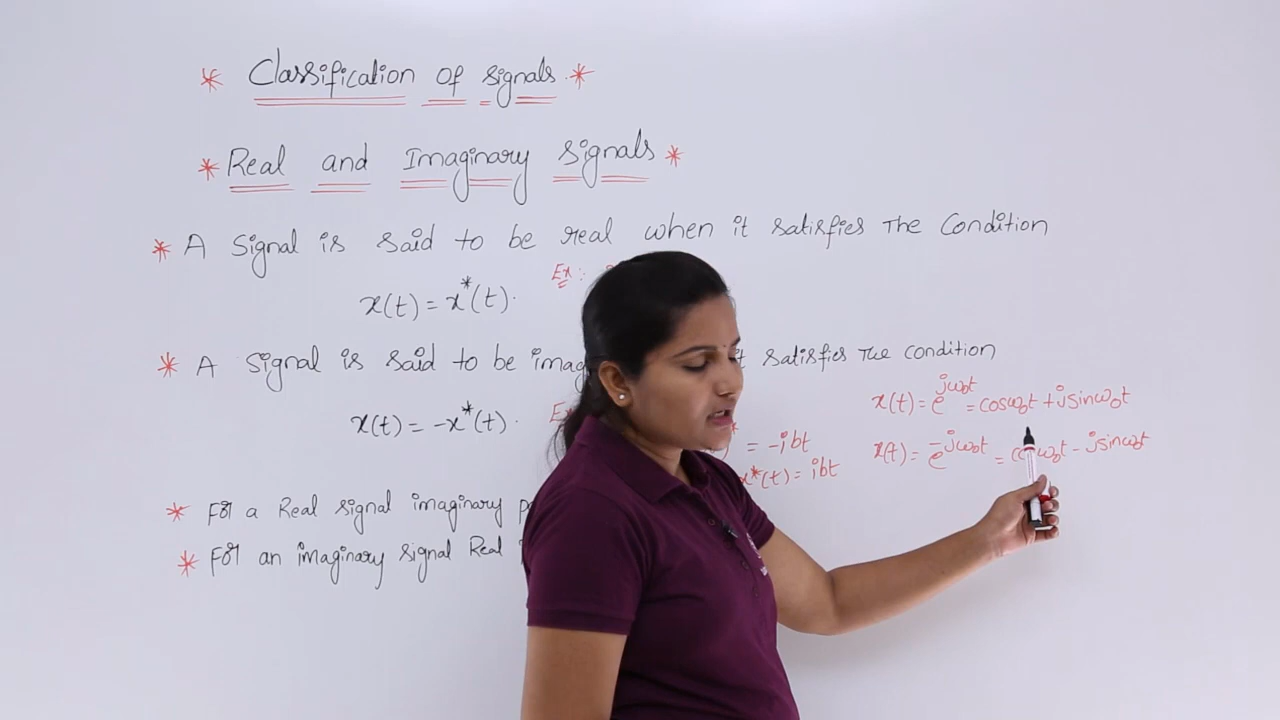 * Classification of signals *
* Real and Imaginary signals *
* A signal is said to be real when it satisfies the condition
x(t) = x*(t). Ex:
* A signal is said to be satisfies the condition
x(t) = -x*(t).
= -jbt
x*(t) = jbt
x(t) = e^jω₀t = cosω₀t + jsinω₀t
x(t) = e^-jω₀t = cosω₀t - jsinω₀t
* For a Real signal imaginary
* For an imaginary signal Real